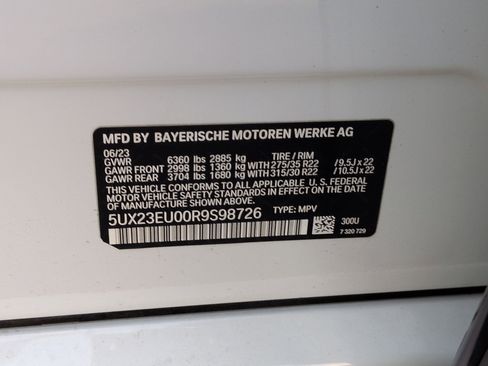 MFD BY BAYERISCHE MOTOREN WERKE AG
06/23 TIRE / RIM
GVWR 6360 lbs 2885 kg
GAWR FRONT 2998 lbs 1360 kg WITH 275/35 R22 / 9.5J x 22
GAWR REAR 3704 lbs 1680 kg WITH 315/30 R22 / 10.5J x 22
THIS VEHICLE CONFORMS TO ALL APPLICABLE U.S. FEDERAL
MOTOR VEHICLE SAFETY STANDARDS IN EFFECT ON THE DATE
OF MANUFACTURE SHOWN ABOVE.
5UX23EU00R9S98726 TYPE: MPV
300U
7 320 729